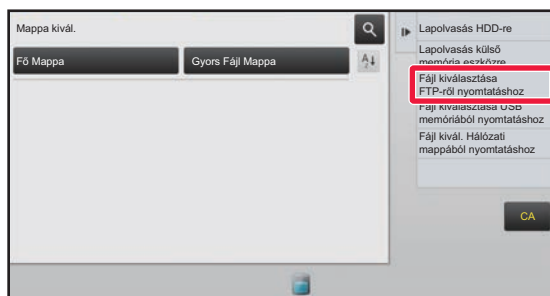 Mappa kivál.
Fő Mappa
Gyors Fájl Mappa
Lapolvasás HDD-re
Lapolvasás külső
memória eszközre
Fájl kiválasztása
FTP-ről nyomtatáshoz
Fájl kiválasztása USB
memóriából nyomtatáshoz
Fájl kivál. Hálózati
mappából nyomtatáshoz
CA